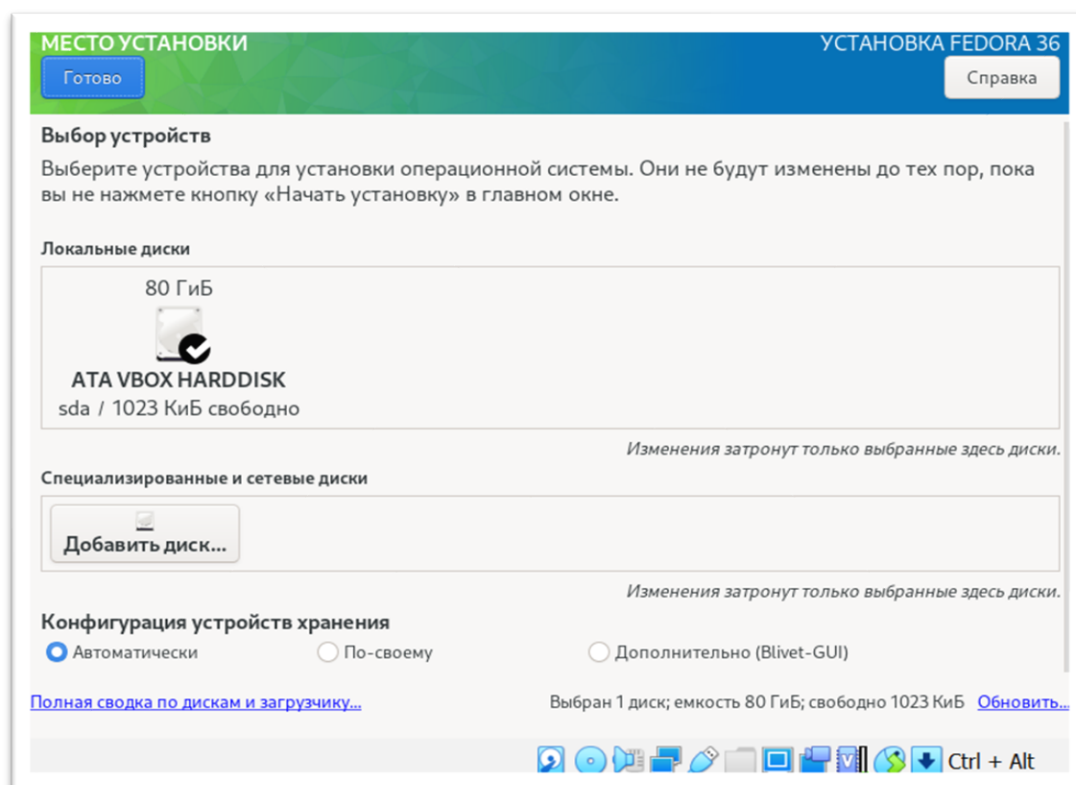 МЕСТО УСТАНОВКИ
УСТАНОВКА FEDORA 36
Готово
Справка
Выбор устройств
Выберите устройства для установки операционной системы. Они не будут изменены до тех пор, пока
вы не нажмете кнопку «Начать установку» в главном окне.
Локальные диски
80 ГиБ
ATA VBOX HARDDISK
sda / 1023 КиБ свободно
Изменения затронут только выбранные здесь диски.
Специализированные и сетевые диски
Добавить диск...
Изменения затронут только выбранные здесь диски.
Конфигурация устройств хранения
Автоматически
По-своему
Дополнительно (Blivet-GUI)
Полная сводка по дискам и загрузчику...
Выбран 1 диск; емкость 80 ГиБ; свободно 1023 КиБ
Обновить...
Ctrl + Alt